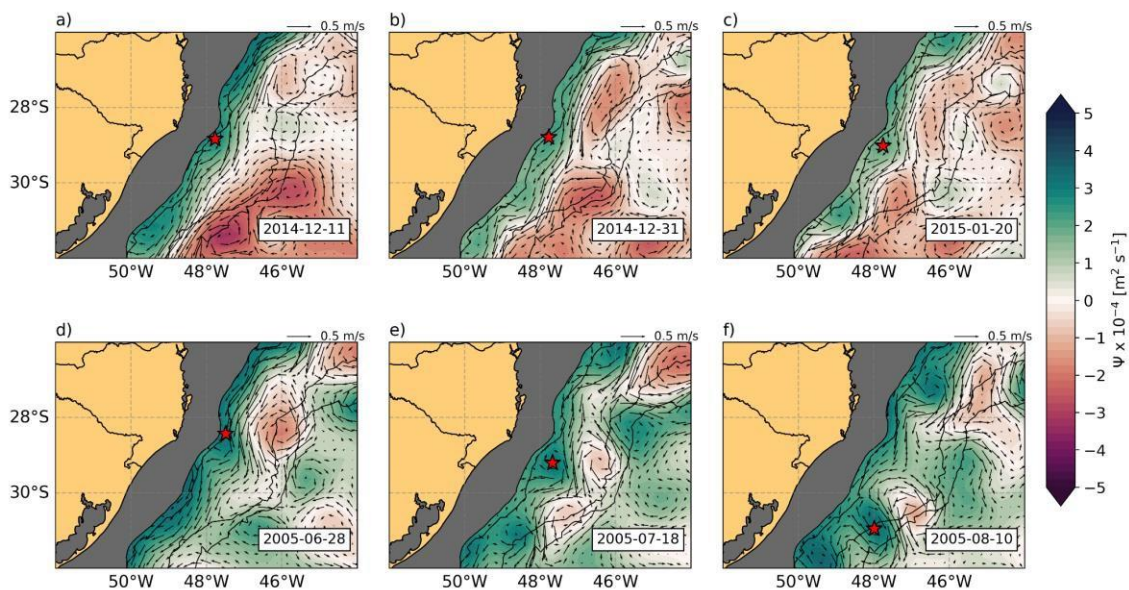 a) 0.5 m/s b) 0.5 m/s c) 0.5 m/s
28°S
30°S
2014-12-11 2014-12-31 2015-01-20
50°W 48°W 46°W 50°W 48°W 46°W 50°W 48°W 46°W
d) 0.5 m/s e) 0.5 m/s f) 0.5 m/s
28°S
30°S
2005-06-28 2005-07-18 2005-08-10
50°W 48°W 46°W 50°W 48°W 46°W 50°W 48°W 46°W
5
4
3
2
1
0
−1
−2
−3
−4
−5
Ψ x 10⁻⁴ [m² s⁻¹]